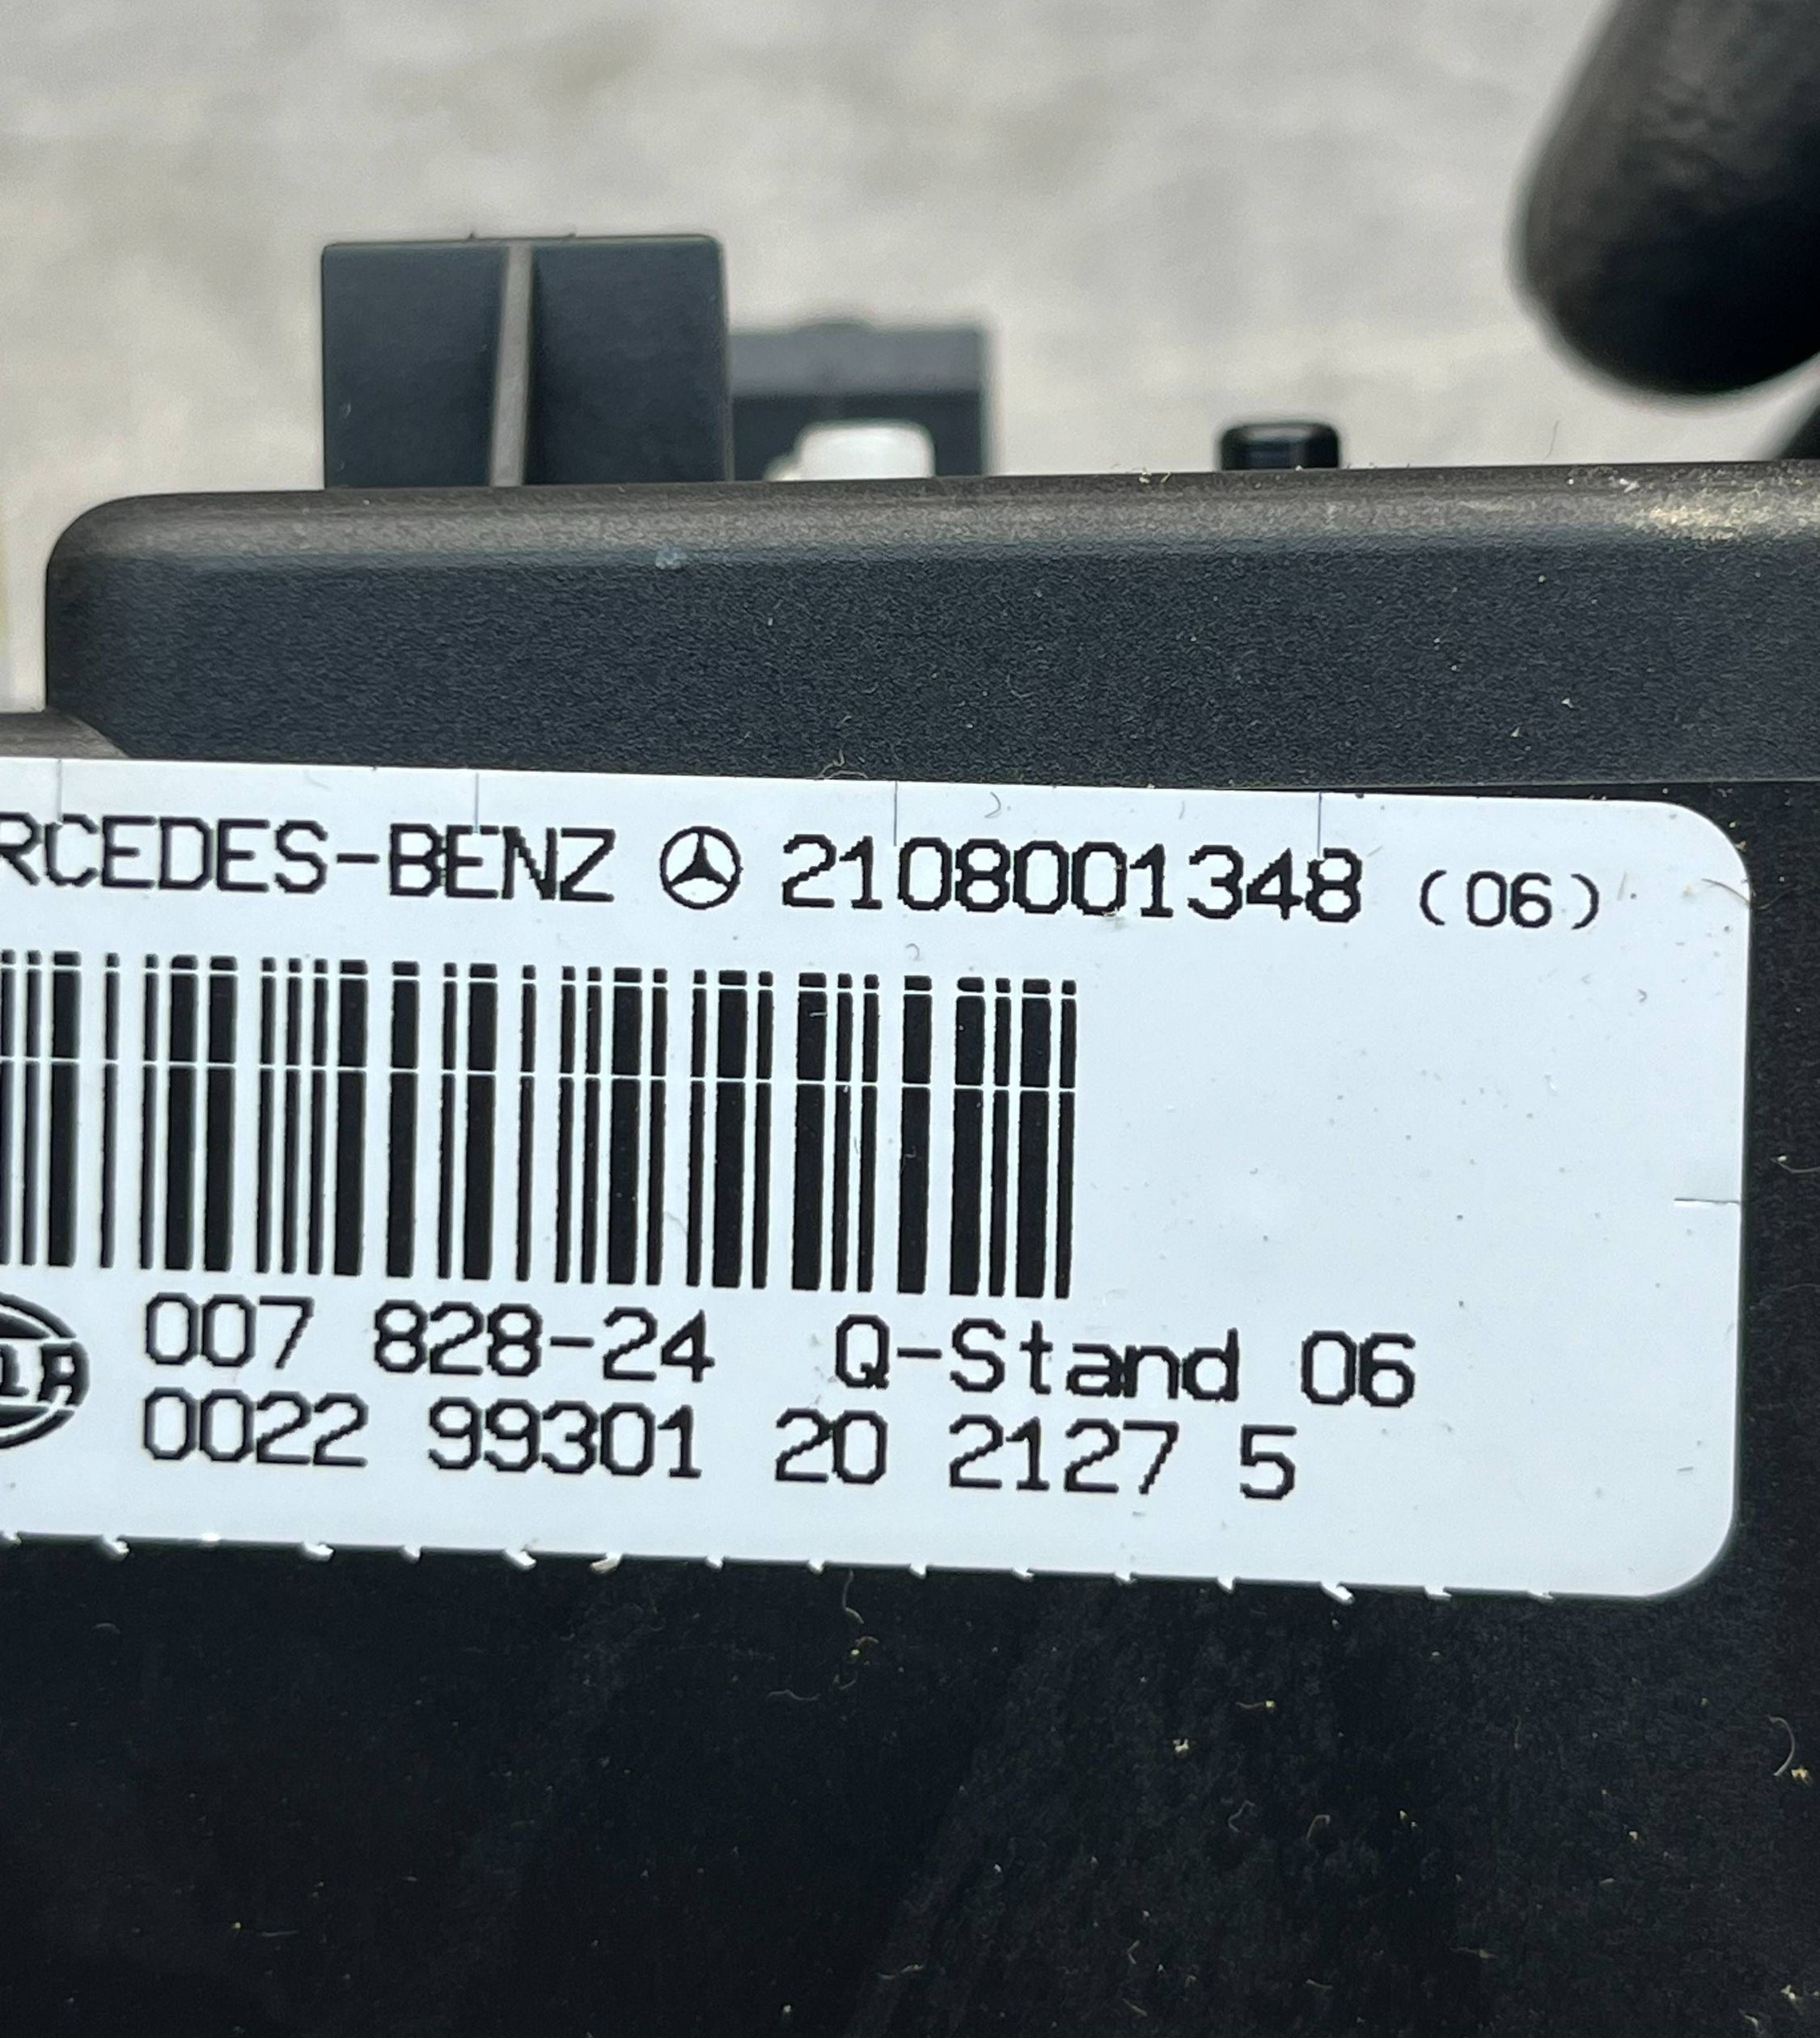 RCEDES-BENZ 2108001348 (06)
007 828-24 Q-Stand 06
0022 99301 20 2127 5